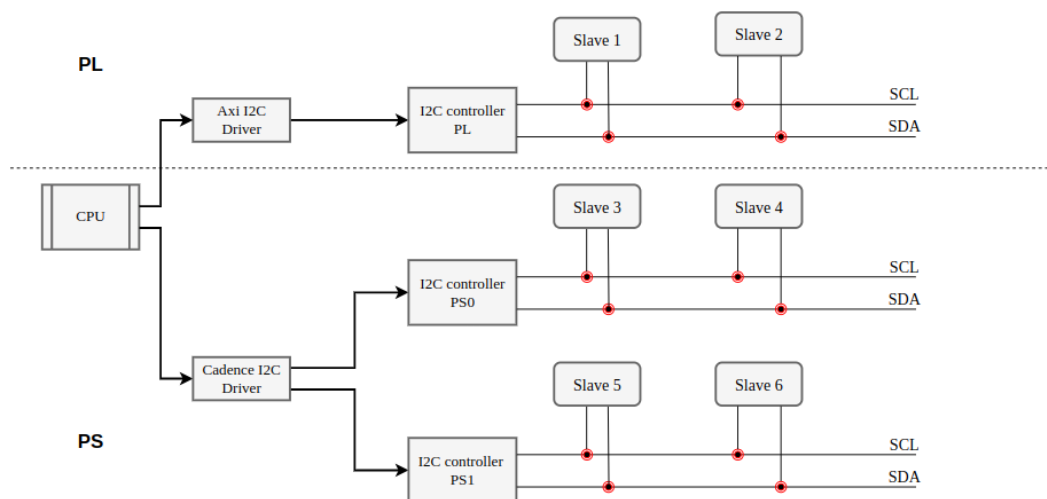 Slave 1
Slave 2
PL
SCL
Axi I2C
Driver
I2C controller
PL
SDA
CPU
Slave 3
Slave 4
SCL
I2C controller
PS0
SDA
Cadence I2C
Driver
Slave 5
Slave 6
PS
SCL
I2C controller
PS1
SDA